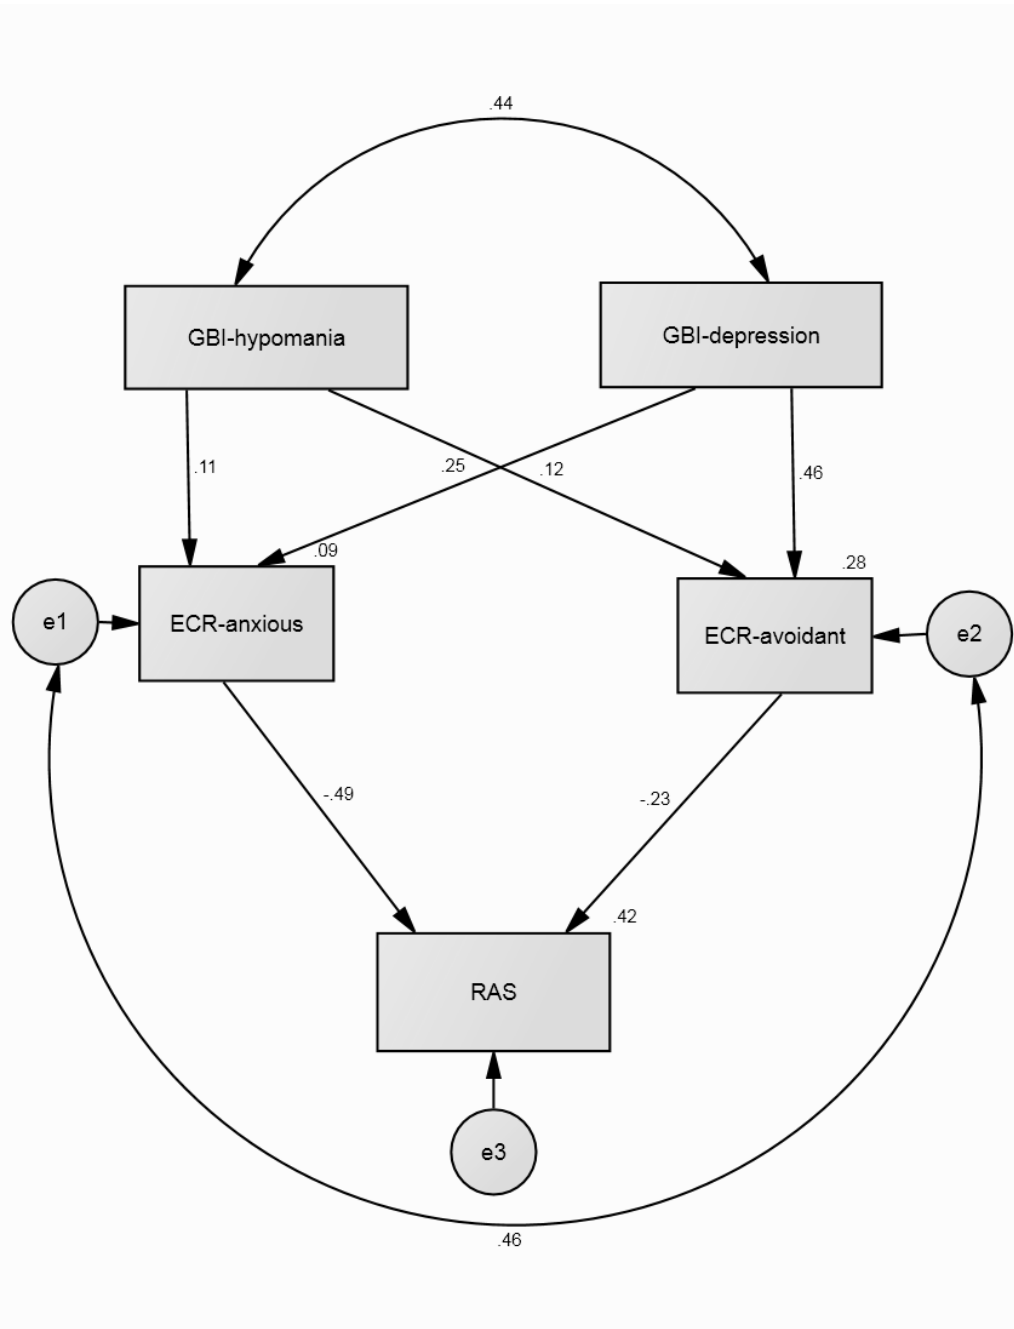 .44
GBI-hypomania
GBI-depression
.11
.25
.12
.46
.09
.28
e1
ECR-anxious
ECR-avoidant
e2
-.49
-.23
.42
RAS
e3
.46